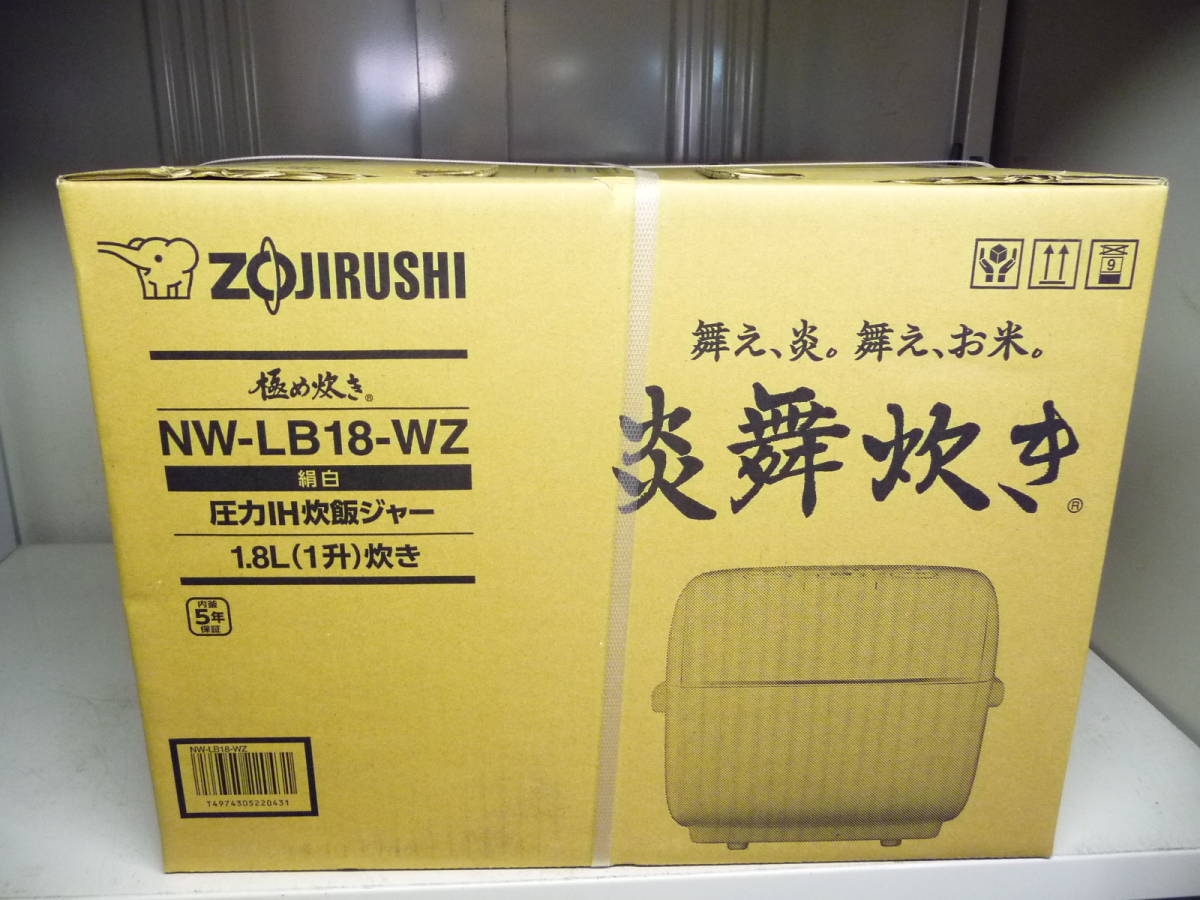 ZOJIRUSHI
極め炊き®
NW-LB18-WZ
絹白
圧力IH炊飯ジャー
1.8L(1升)炊き
内釜
5年
保証
NW-LB18-WZ
T4974305220431
9
舞え、炎。舞え、お米。
炎舞炊き®